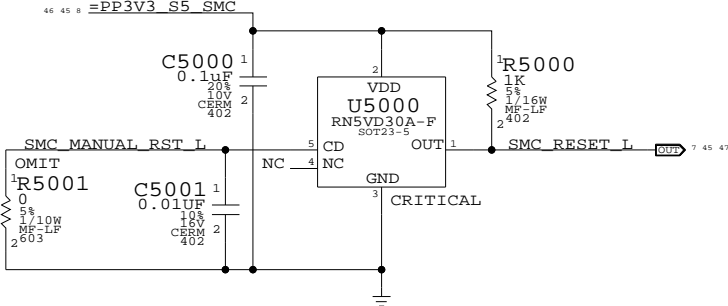 46 45 8 =PP3V3_S5_SMC
C5000 1
0.1uF
20%
10V
CERM 2
402
2
VDD
U5000
RN5VD30A-F
SOT23-5
1 R5000
1K
5%
1/16W
MF-LF
2 402
SMC_MANUAL_RST_L 5 CD
OUT 1 SMC_RESET_L OUT 7 45 47
NC 4 NC
GND
3
CRITICAL
OMIT
1 R5001
0
5%
1/10W
MF-LF
2 603
C5001 1
0.01UF
10%
16V
CERM 2
402